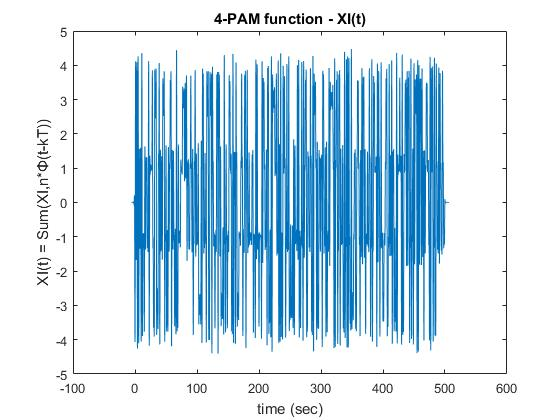 4-PAM function - XI(t)
5
4
3
2
1
0
-1
-2
-3
-4
-5
XI(t) = Sum(XI,n*Φ(t-kT))
-100 0 100 200 300 400 500 600
time (sec)